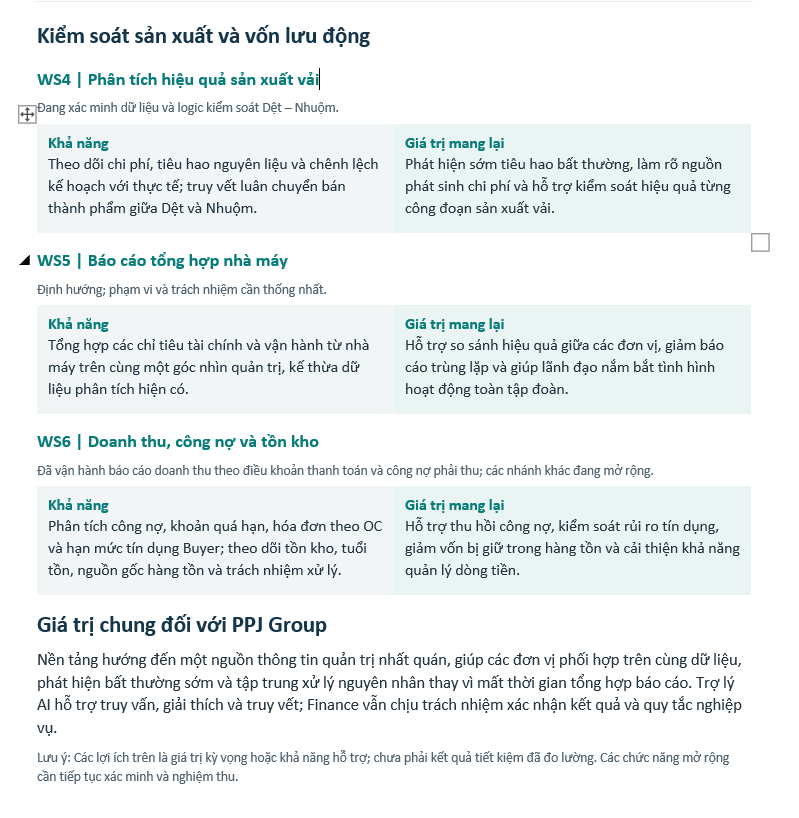 Kiểm soát sản xuất và vốn lưu động
WS4 | Phân tích hiệu quả sản xuất vải
Đang xác minh dữ liệu và logic kiểm soát Dệt – Nhuộm.
Khả năng
Theo dõi chi phí, tiêu hao nguyên liệu và chênh lệch
kế hoạch với thực tế; truy vết luân chuyển bán
thành phẩm giữa Dệt và Nhuộm.
Giá trị mang lại
Phát hiện sớm tiêu hao bất thường, làm rõ nguồn
phát sinh chi phí và hỗ trợ kiểm soát hiệu quả từng
công đoạn sản xuất vải.
WS5 | Báo cáo tổng hợp nhà máy
Định hướng; phạm vi và trách nhiệm cần thống nhất.
Khả năng
Tổng hợp các chỉ tiêu tài chính và vận hành từ nhà
máy trên cùng một góc nhìn quản trị, kế thừa dữ
liệu phân tích hiện có.
Giá trị mang lại
Hỗ trợ so sánh hiệu quả giữa các đơn vị, giảm báo
cáo trùng lặp và giúp lãnh đạo nắm bắt tình hình
hoạt động toàn tập đoàn.
WS6 | Doanh thu, công nợ và tồn kho
Đã vận hành báo cáo doanh thu theo điều khoản thanh toán và công nợ phải thu; các nhánh khác đang mở rộng.
Khả năng
Phân tích công nợ, khoản quá hạn, hóa đơn theo OC
và hạn mức tín dụng Buyer; theo dõi tồn kho, tuổi
tồn, nguồn gốc hàng tồn và trách nhiệm xử lý.
Giá trị mang lại
Hỗ trợ thu hồi công nợ, kiểm soát rủi ro tín dụng,
giảm vốn bị giữ trong hàng tồn và cải thiện khả năng
quản lý dòng tiền.
Giá trị chung đối với PPJ Group
Nền tảng hướng đến một nguồn thông tin quản trị nhất quán, giúp các đơn vị phối hợp trên cùng dữ liệu,
phát hiện bất thường sớm và tập trung xử lý nguyên nhân thay vì mất thời gian tổng hợp báo cáo. Trợ lý
AI hỗ trợ truy vấn, giải thích và truy vết; Finance vẫn chịu trách nhiệm xác nhận kết quả và quy tắc nghiệp
vụ.
Lưu ý: Các lợi ích trên là giá trị kỳ vọng hoặc khả năng hỗ trợ; chưa phải kết quả tiết kiệm đã đo lường. Các chức năng mở rộng
cần tiếp tục xác minh và nghiệm thu.